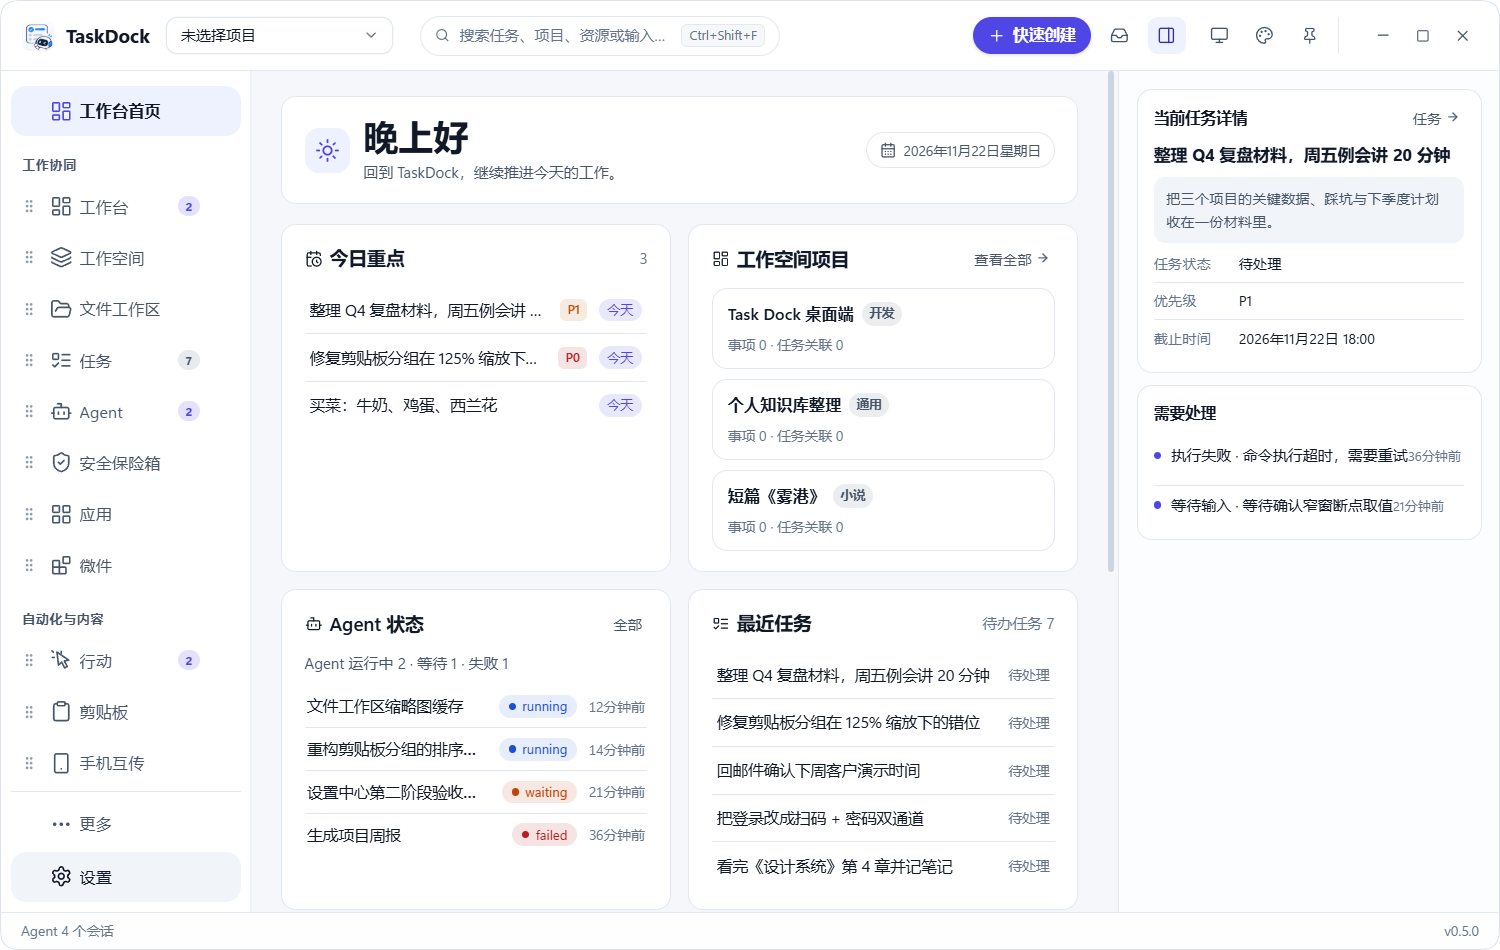 TaskDock
未选择项目
搜索任务、项目、资源或输入...
Ctrl+Shift+F
快速创建
工作台首页
工作协同
工作台
2
工作空间
文件工作区
任务
7
Agent
2
安全保险箱
应用
微件
自动化与内容
行动
2
剪贴板
手机互传
更多
设置
晚上好
回到 TaskDock，继续推进今天的工作。
2026年11月22日星期日
今日重点
3
整理 Q4 复盘材料，周五例会讲 ...
P1
今天
修复剪贴板分组在 125% 缩放下...
P0
今天
买菜：牛奶、鸡蛋、西兰花
今天
工作空间项目
查看全部
Task Dock 桌面端
开发
事项 0 · 任务关联 0
个人知识库整理
通用
事项 0 · 任务关联 0
短篇《雾港》
小说
事项 0 · 任务关联 0
Agent 状态
全部
Agent 运行中 2 · 等待 1 · 失败 1
文件工作区缩略图缓存
running
12分钟前
重构剪贴板分组的排序...
running
14分钟前
设置中心第二阶段验收...
waiting
21分钟前
生成项目周报
failed
36分钟前
最近任务
待办任务 7
整理 Q4 复盘材料，周五例会讲 20 分钟
待处理
修复剪贴板分组在 125% 缩放下的错位
待处理
回邮件确认下周客户演示时间
待处理
把登录改成扫码 + 密码双通道
待处理
看完《设计系统》第 4 章并记笔记
待处理
当前任务详情
任务
整理 Q4 复盘材料，周五例会讲 20 分钟
把三个项目的关键数据、踩坑与下季度计划
收在一份材料里。
任务状态
待处理
优先级
P1
截止时间
2026年11月22日 18:00
需要处理
执行失败 · 命令执行超时，需要重试36分钟前
等待输入 · 等待确认窄窗断点取值21分钟前
Agent 4 个会话
v0.5.0